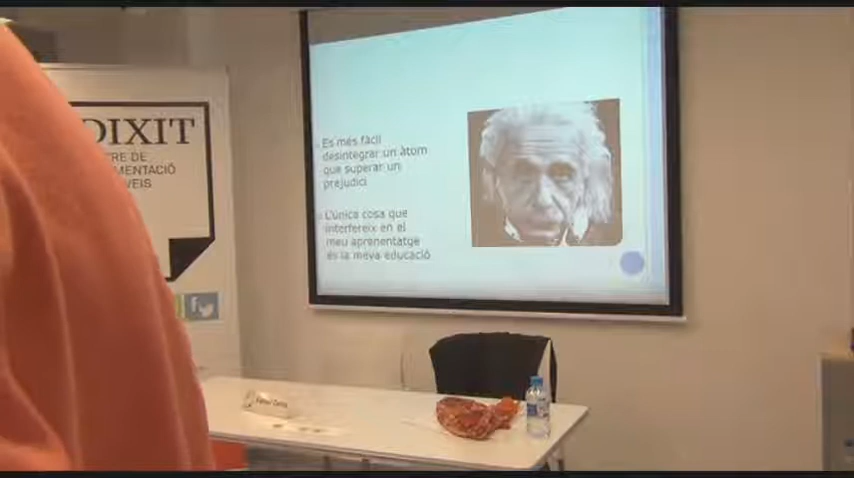 DIXIT
TRE DE
MENTACIÓ
VEIS
Es més fàcil
desintegrar un àtom
que superar un
prejudici
L'única cosa que
interfereix en el
meu aprenentatge
és la meva educació